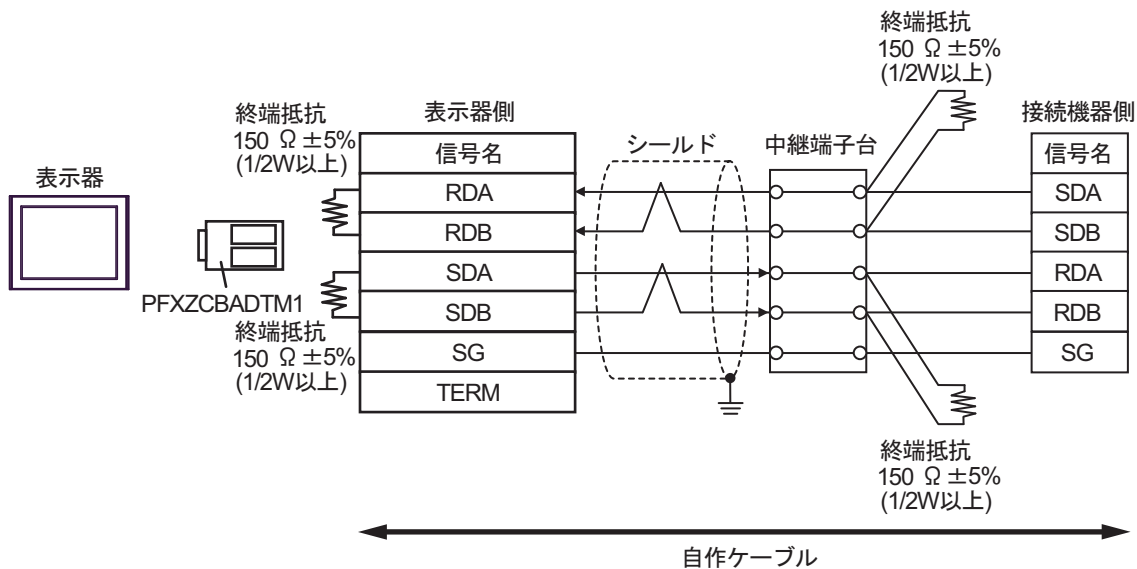 終端抵抗
150 Ω ±5%
(1/2W以上)
終端抵抗
150 Ω ±5%
(1/2W以上)
表示器側
シールド
中継端子台
接続機器側
表示器
信号名
信号名
RDA
SDA
RDB
SDB
SDA
RDA
PFXZCBADTM1
SDB
RDB
終端抵抗
150 Ω ±5%
(1/2W以上)
SG
SG
TERM
終端抵抗
150 Ω ±5%
(1/2W以上)
自作ケーブル